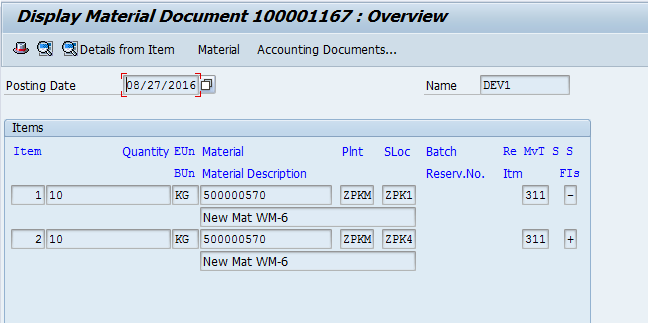 Display Material Document 100001167 : Overview
Details from Item Material Accounting Documents...
Posting Date 08/27/2016 Name DEV1
Items
Item Quantity EUn Material Plnt SLoc Batch Re MvT S S
BUn Material Description Reserv.No. Itm FIs
1 10 KG 500000570 ZPKM ZPK1 311 -
New Mat WM-6
2 10 KG 500000570 ZPKM ZPK4 311 +
New Mat WM-6